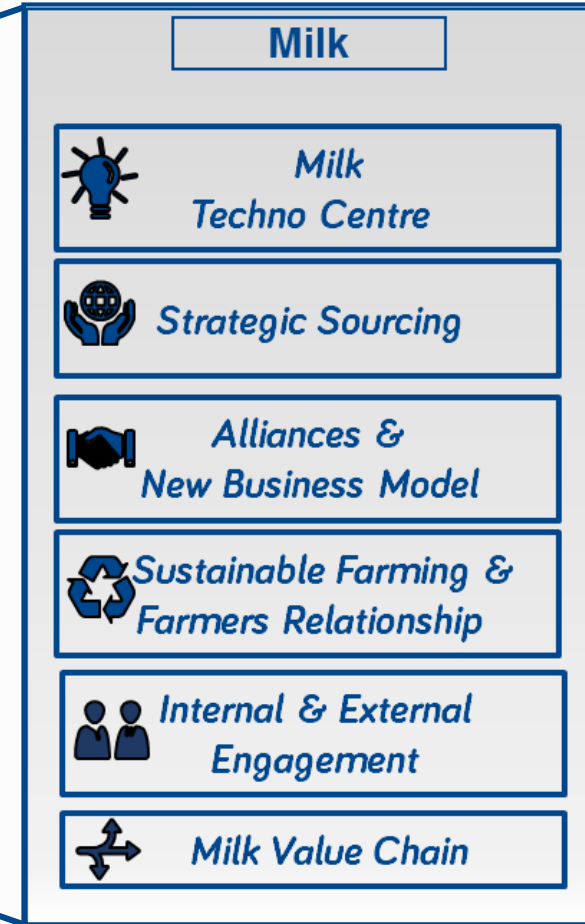 Milk
Milk
Techno Centre
Strategic Sourcing
Alliances &
New Business Model
Sustainable Farming &
Farmers Relationship
Internal & External
Engagement
Milk Value Chain